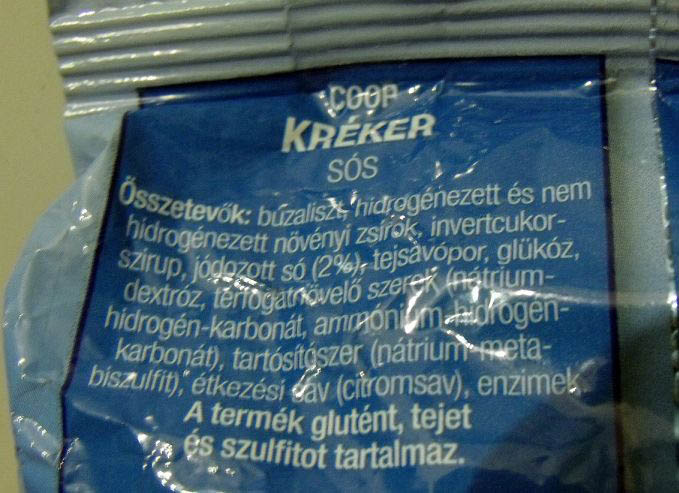 COOP
KRÉKER
SÓS
Összetevők: búzaliszt, hidrogénezett és nem
hidrogénezett növényi zsírok, invertcukor-
szirup, jódozott só (2%), tejsavópor, glükóz,
dextróz, térfogatnövelő szerek (nátrium-
hidrogén-karbonát, ammónium-hidrogén-
karbonát), tartósítószer (nátrium-meta-
biszulfit), étkezési sav (citromsav), enzimek.
A termék glutént, tejet
és szulfitot tartalmaz.